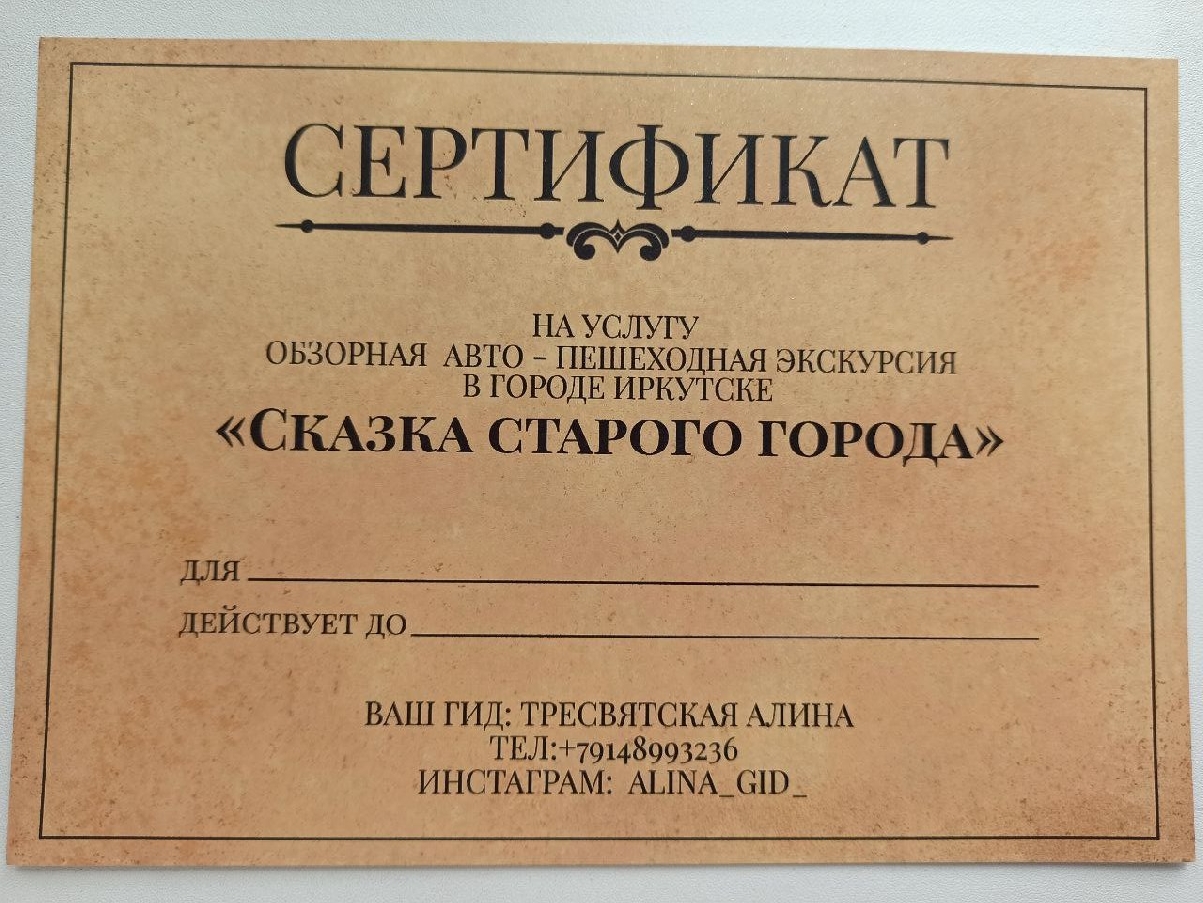 СЕРТИФИКАТ
НА УСЛУГУ
ОБЗОРНАЯ АВТО – ПЕШЕХОДНАЯ ЭКСКУРСИЯ
В ГОРОДЕ ИРКУТСКЕ
«СКАЗКА СТАРОГО ГОРОДА»
ДЛЯ
ДЕЙСТВУЕТ ДО
ВАШ ГИД: ТРЕСВЯТСКАЯ АЛИНА
ТЕЛ:+79148993236
ИНСТАГРАМ: ALINA_GID_